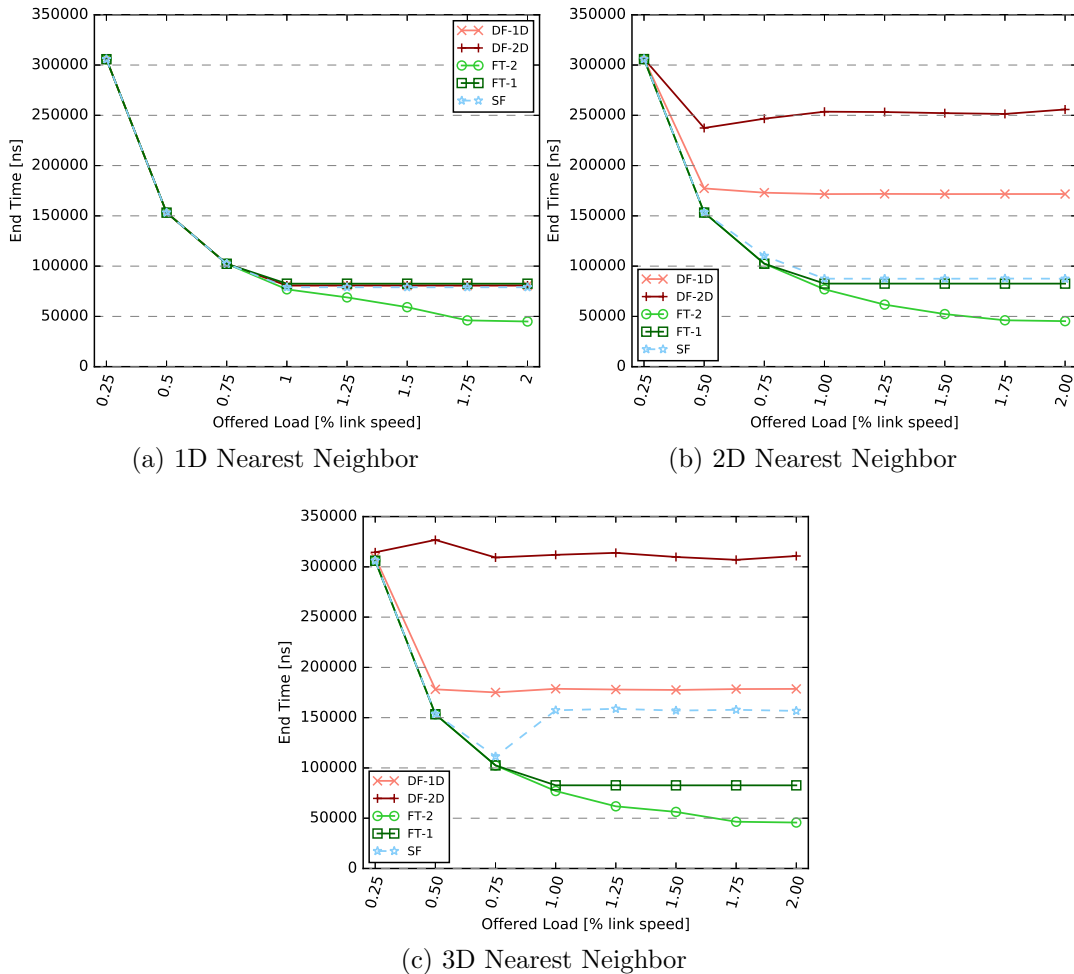 350000
300000
250000
200000
150000
100000
50000
0
End Time [ns]
0.25
0.5
0.75
1
1.25
1.5
1.75
2
Offered Load [% link speed]
DF-1D
DF-2D
FT-2
FT-1
SF
(a) 1D Nearest Neighbor
350000
300000
250000
200000
150000
100000
50000
0
End Time [ns]
0.25
0.50
0.75
1.00
1.25
1.50
1.75
2.00
Offered Load [% link speed]
DF-1D
DF-2D
FT-2
FT-1
SF
(b) 2D Nearest Neighbor
350000
300000
250000
200000
150000
100000
50000
0
End Time [ns]
0.25
0.50
0.75
1.00
1.25
1.50
1.75
2.00
Offered Load [% link speed]
DF-1D
DF-2D
FT-2
FT-1
SF
(c) 3D Nearest Neighbor